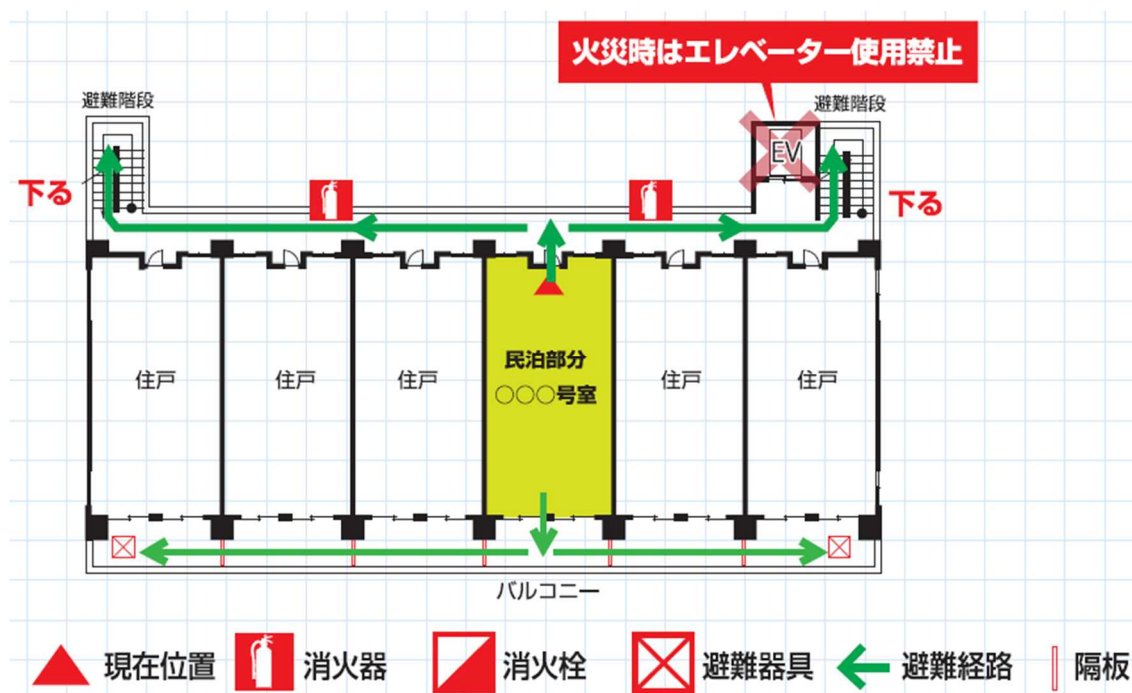 火災時はエレベーター使用禁止
避難階段
避難階段
EV
下る
下る
民泊部分
○○○号室
住戸
住戸
住戸
住戸
住戸
バルコニー
現在位置
消火器
消火栓
避難器具
避難経路
隔板